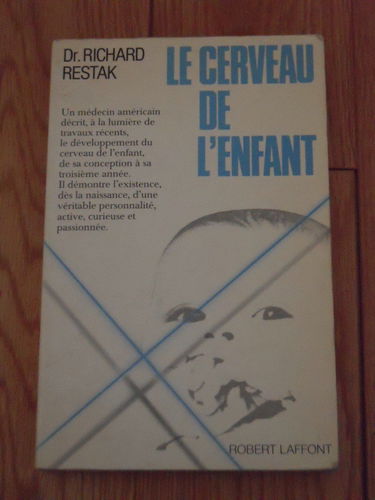 Dr. RICHARD
RESTAK
LE CERVEAU
DE
L'ENFANT
Un médecin américain
décrit, à la lumière de
travaux récents,
le développement du
cerveau de l'enfant,
de sa conception à sa
troisième année.
Il démontre l'existence,
dès la naissance, d'une
véritable personnalité,
active, curieuse et
passionnée.
ROBERT LAFFONT